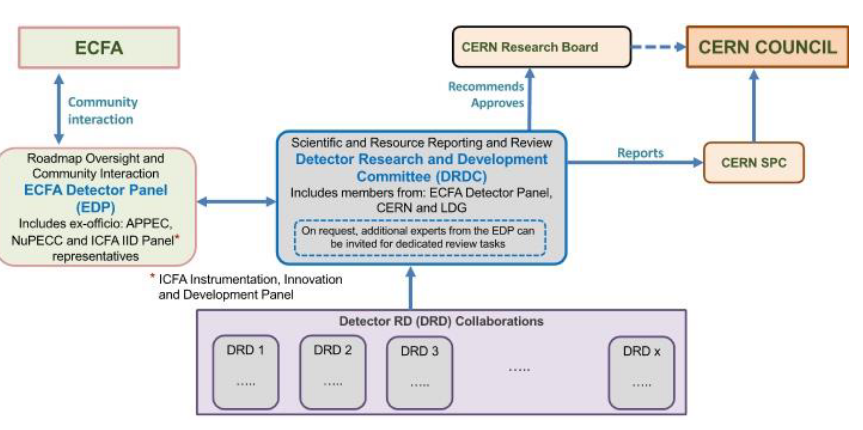 ECFA
CERN Research Board
CERN COUNCIL
Community
interaction
Recommends
Approves
Roadmap Oversight and
Community Interaction
ECFA Detector Panel
(EDP)
Includes ex-officio: APPEC,
NuPECC and ICFA IID Panel*
representatives
Scientific and Resource Reporting and Review
Detector Research and Development
Committee (DRDC)
Includes members from: ECFA Detector Panel,
CERN and LDG
On request, additional experts from the EDP can
be invited for dedicated review tasks
Reports
CERN SPC
* ICFA Instrumentation, Innovation
and Development Panel
Detector RD (DRD) Collaborations
DRD 1
.....
DRD 2
.....
DRD 3
.....
.....
DRD x
.....